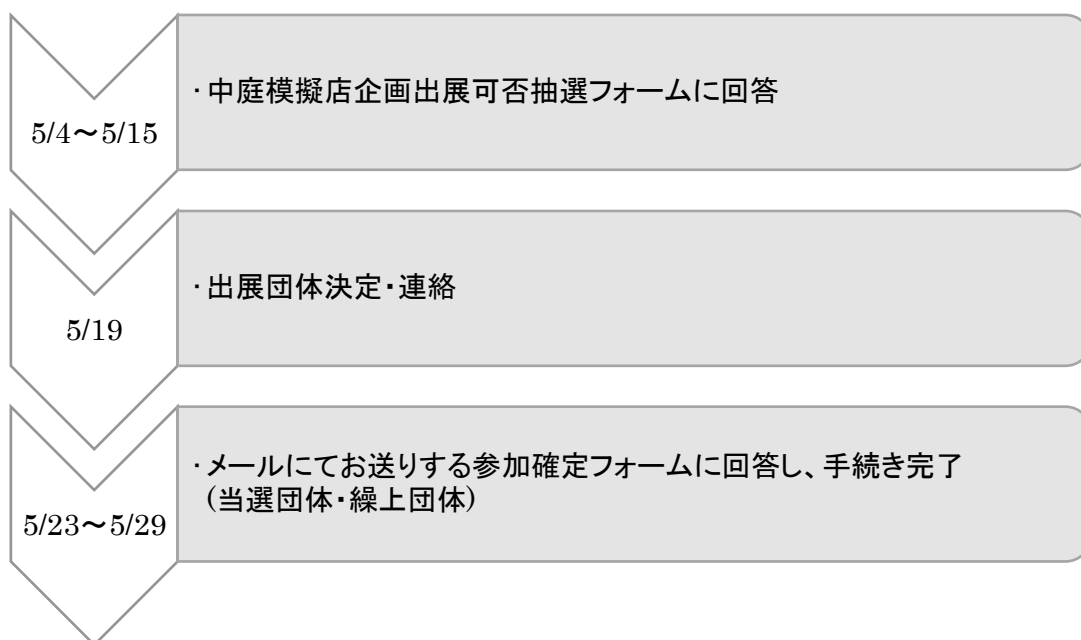 5/4～5/15
・中庭模擬店企画出展可否抽選フォームに回答
5/19
・出展団体決定・連絡
5/23～5/29
・メールにてお送りする参加確定フォームに回答し、手続き完了
(当選団体・繰上団体)